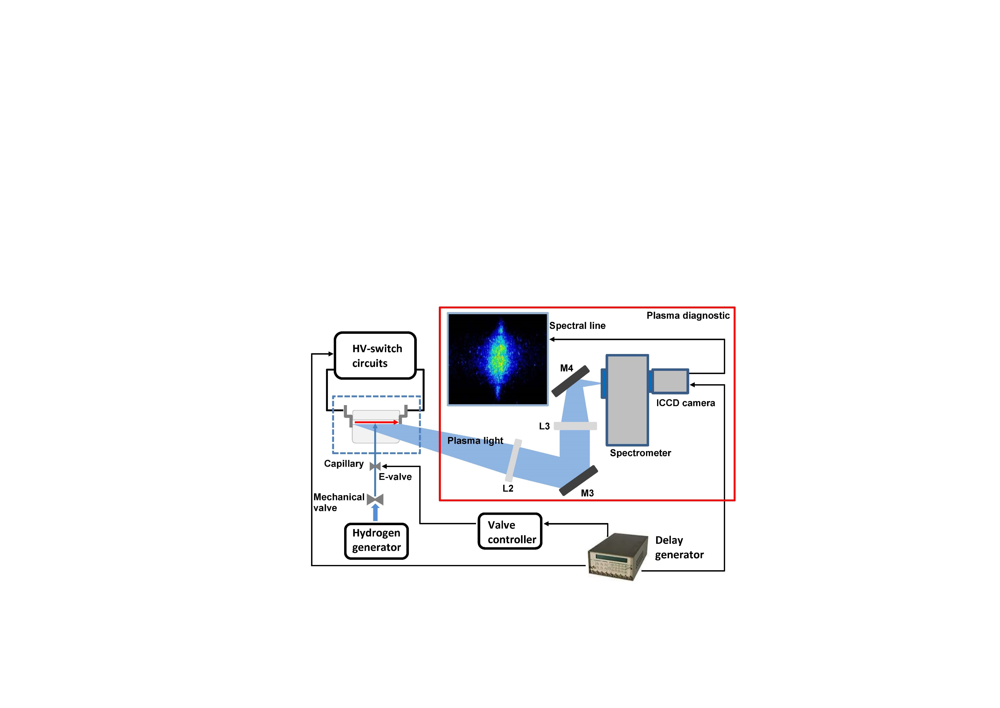 Plasma diagnostic
Spectral line
HV-switch
circuits
M4
ICCD camera
L3
Plasma light
Spectrometer
Capillary
E-valve
L2
M3
Mechanical
valve
Hydrogen
generator
Valve
controller
Delay
generator